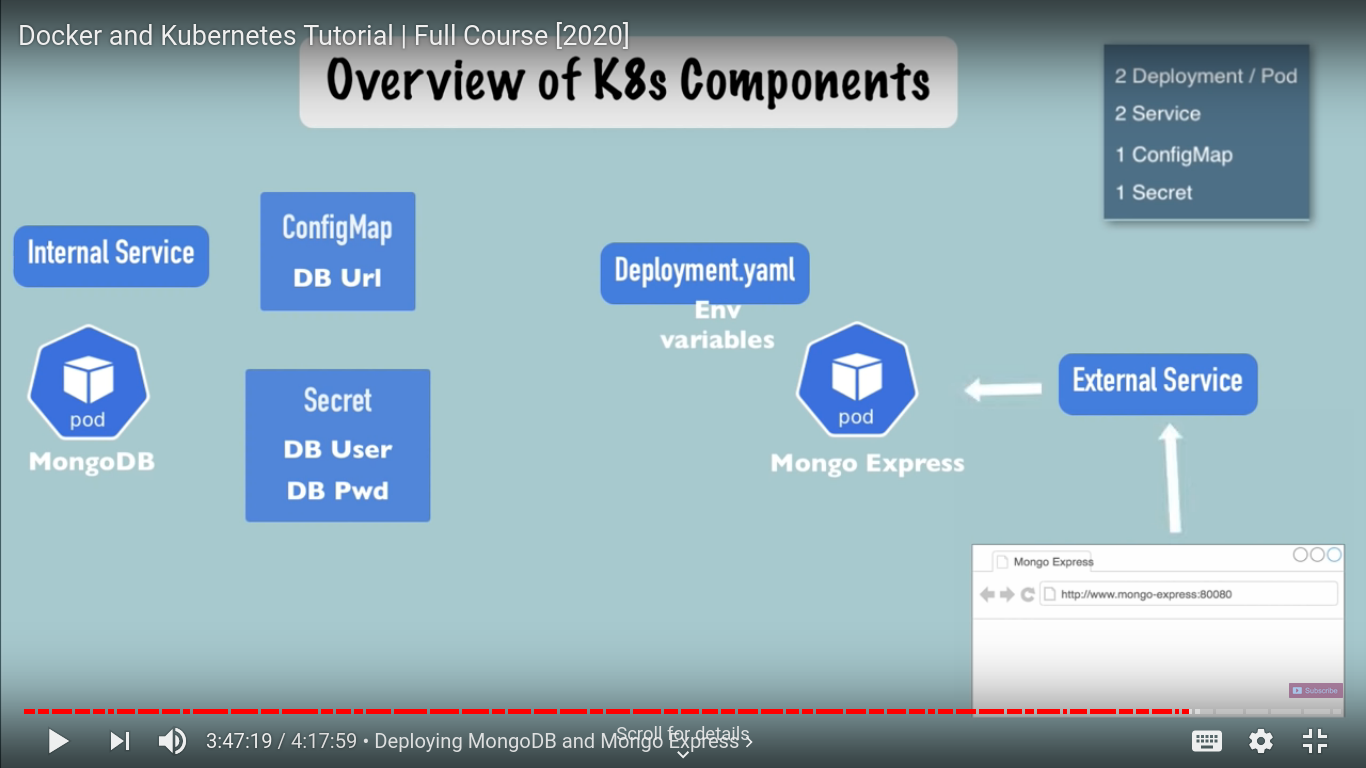 Docker and Kubernetes Tutorial | Full Course [2020]
Overview of K8s Components
2 Deployment / Pod
2 Service
1 ConfigMap
1 Secret
Internal Service
ConfigMap
DB Url
Deployment.yaml
Env
variables
pod
MongoDB
Secret
DB User
DB Pwd
pod
Mongo Express
External Service
Mongo Express
http://www.mongo-express:80080
Subscribe
Scroll for details
3:47:19 / 4:17:59 • Deploying MongoDB and Mongo Express ›